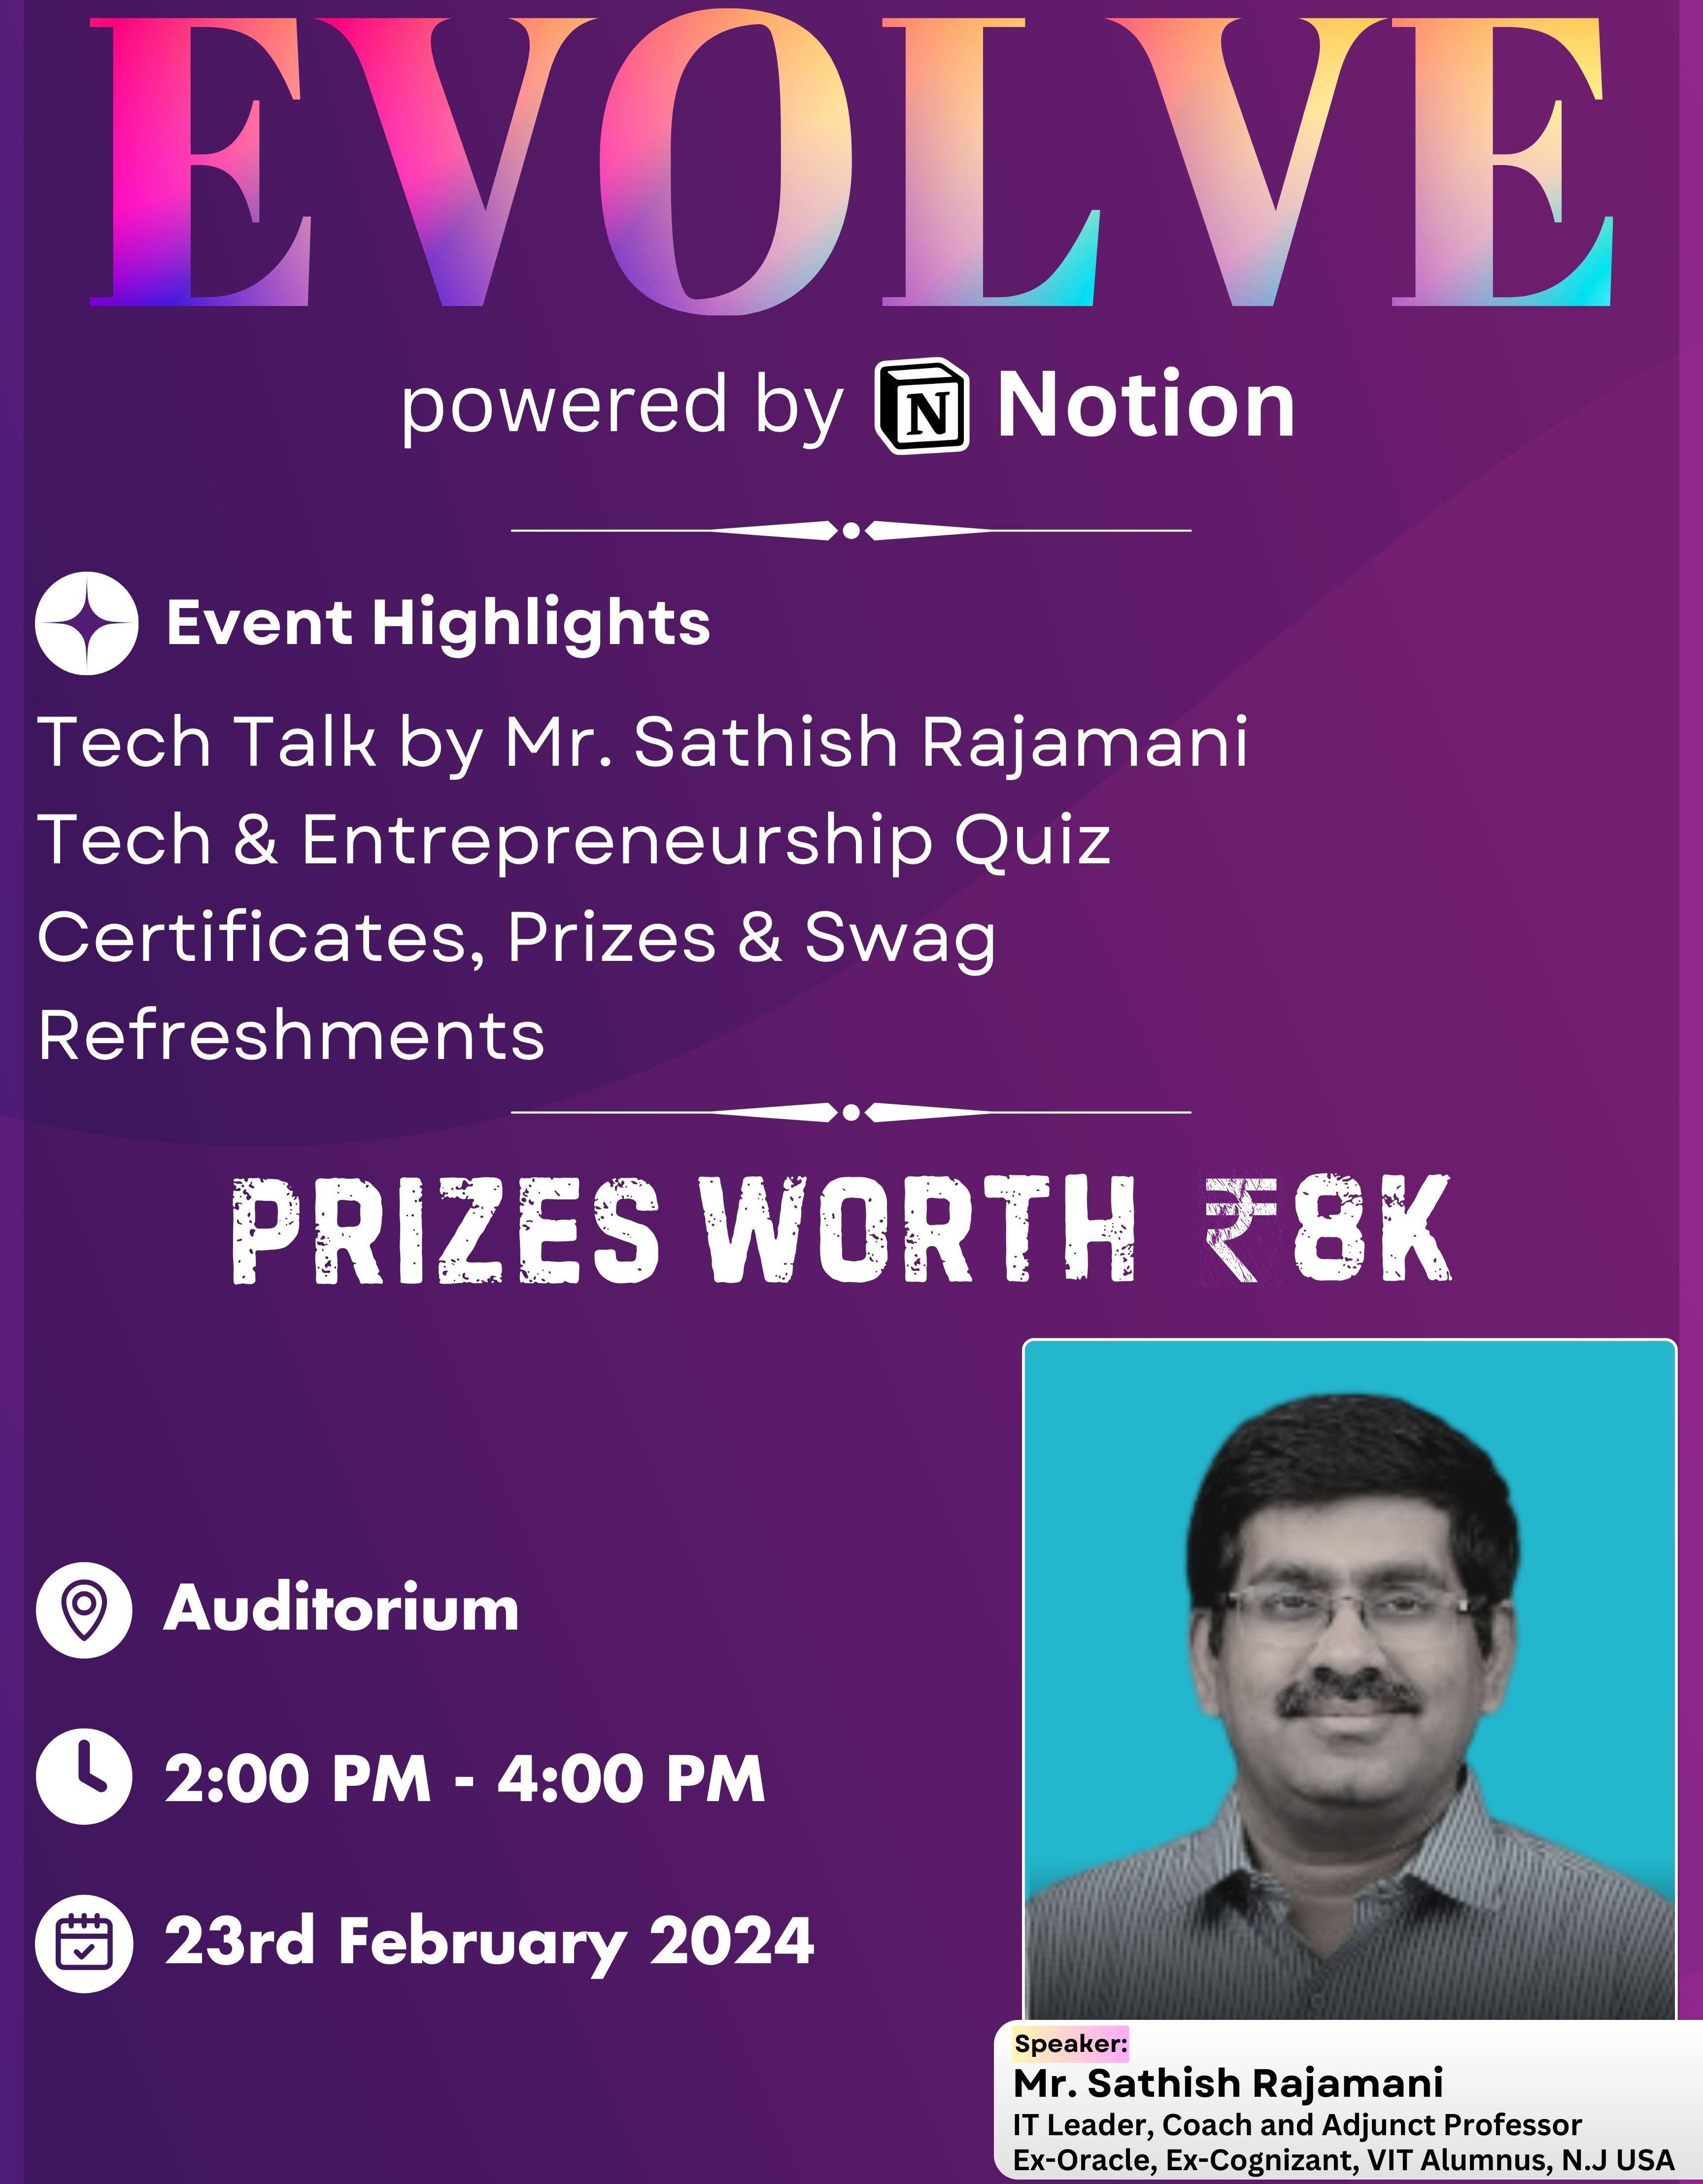 EVOLVE
powered by N Notion
Event Highlights
Tech Talk by Mr. Sathish Rajamani
Tech & Entrepreneurship Quiz
Certificates, Prizes & Swag
Refreshments
PRIZES WORTH ₹8K
Auditorium
2:00 PM - 4:00 PM
23rd February 2024
Speaker:
Mr. Sathish Rajamani
IT Leader, Coach and Adjunct Professor
Ex-Oracle, Ex-Cognizant, VIT Alumnus, N.J USA